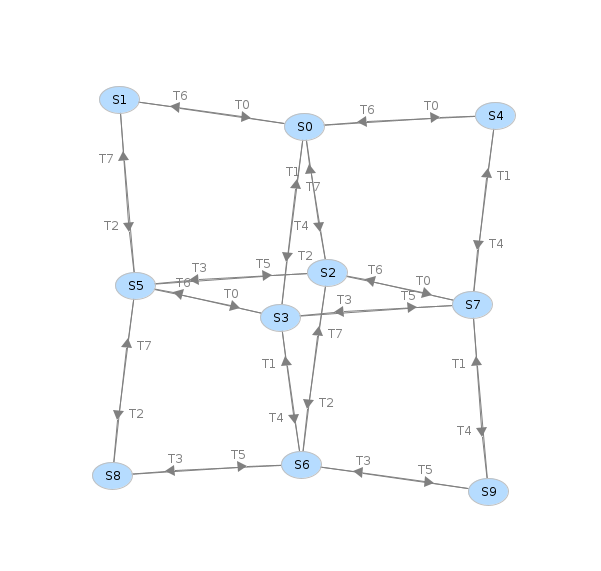 S1 T6 T0 S0 T6 T0 S4
T7 T1 T7 T1
T2 T4 T2 T4
S5 T3 T5 S2 T6 T0 S7
T6 T0 S3 T3 T5
T7 T1 T7 T1
T2 T4 T2 T4
S8 T3 T5 S6 T3 T5 S9